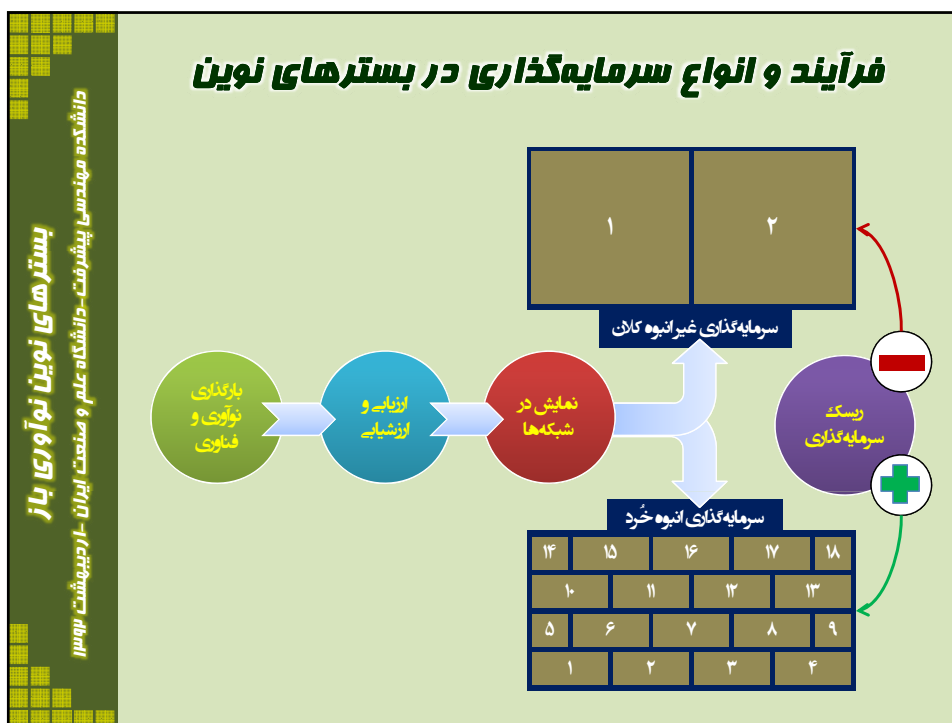 فرآیند و انواع سرمایه‌گذاری در بسترهای نوین
بسترهای نوین نوآوری باز
دانشکده مهندسی پیشرفت-دانشگاه علم و صنعت ایران -اردیبهشت ۱۳۹۲
۱
۲
سرمایه‌گذاری غیر انبوه کلان
بارگذاری
نوآوری و
فناوری
ارزیابی و
ارزشیابی
نمایش در
شبکه‌ها
ریسک
سرمایه‌گذاری
سرمایه‌گذاری انبوه خُرد
۱۴ ۱۵ ۱۶ ۱۷ ۱۸
۱۰ ۱۱ ۱۲ ۱۳
۵ ۶ ۷ ۸ ۹
۱ ۲ ۳ ۴